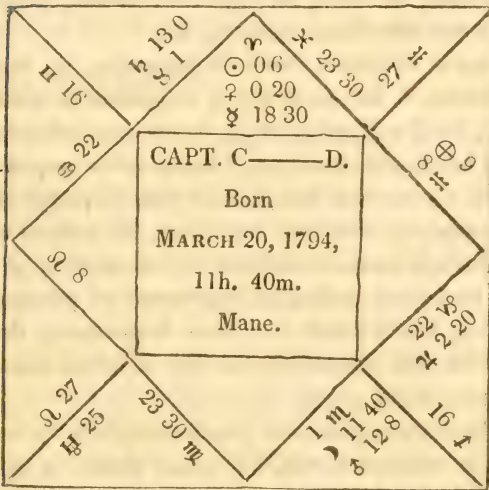 ♊ 16
♄ 13 0
♉ 1
♈
☉ 0 6
♀ 0 20
☿ 18 30
♓ 23 30
27 ♒
♋ 22
8 ♒
⊗ 9
CAPT. C——D.
Born
MARCH 20, 1794,
11h. 40m.
Mane.
♌ 8
22 ♑
♃ 2 20
♌ 27
♅ 25
23 30 ♍
1 ♏
☽ 11 40
♂ 12 8
16 ♐